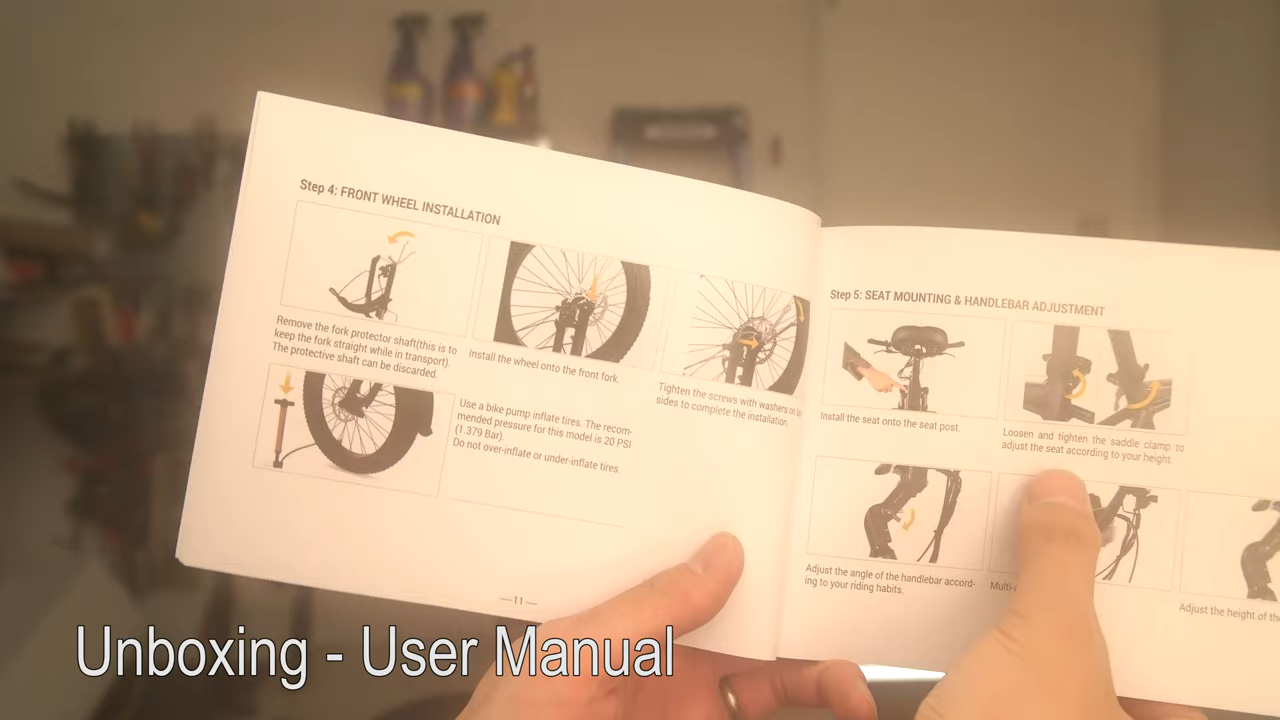 Step 4: FRONT WHEEL INSTALLATION
Remove the fork protector shaft(this is to
keep the fork straight while in transport).
The protective shaft can be discarded.
Install the wheel onto the front fork.
Tighten the screws with washers on
sides to complete the installation.
Use a bike pump inflate tires. The recom-
mended pressure for this model is 20 PSI
(1.379 Bar).
Do not over-inflate or under-inflate tires.
—11—
Step 5: SEAT MOUNTING & HANDLEBAR ADJUSTMENT
Install the seat onto the seat post.
Loosen and tighten the saddle clamp to
adjust the seat according to your height.
Adjust the angle of the handlebar accord-
ing to your riding habits.
Multi-
Adjust the height of the
Unboxing - User Manual